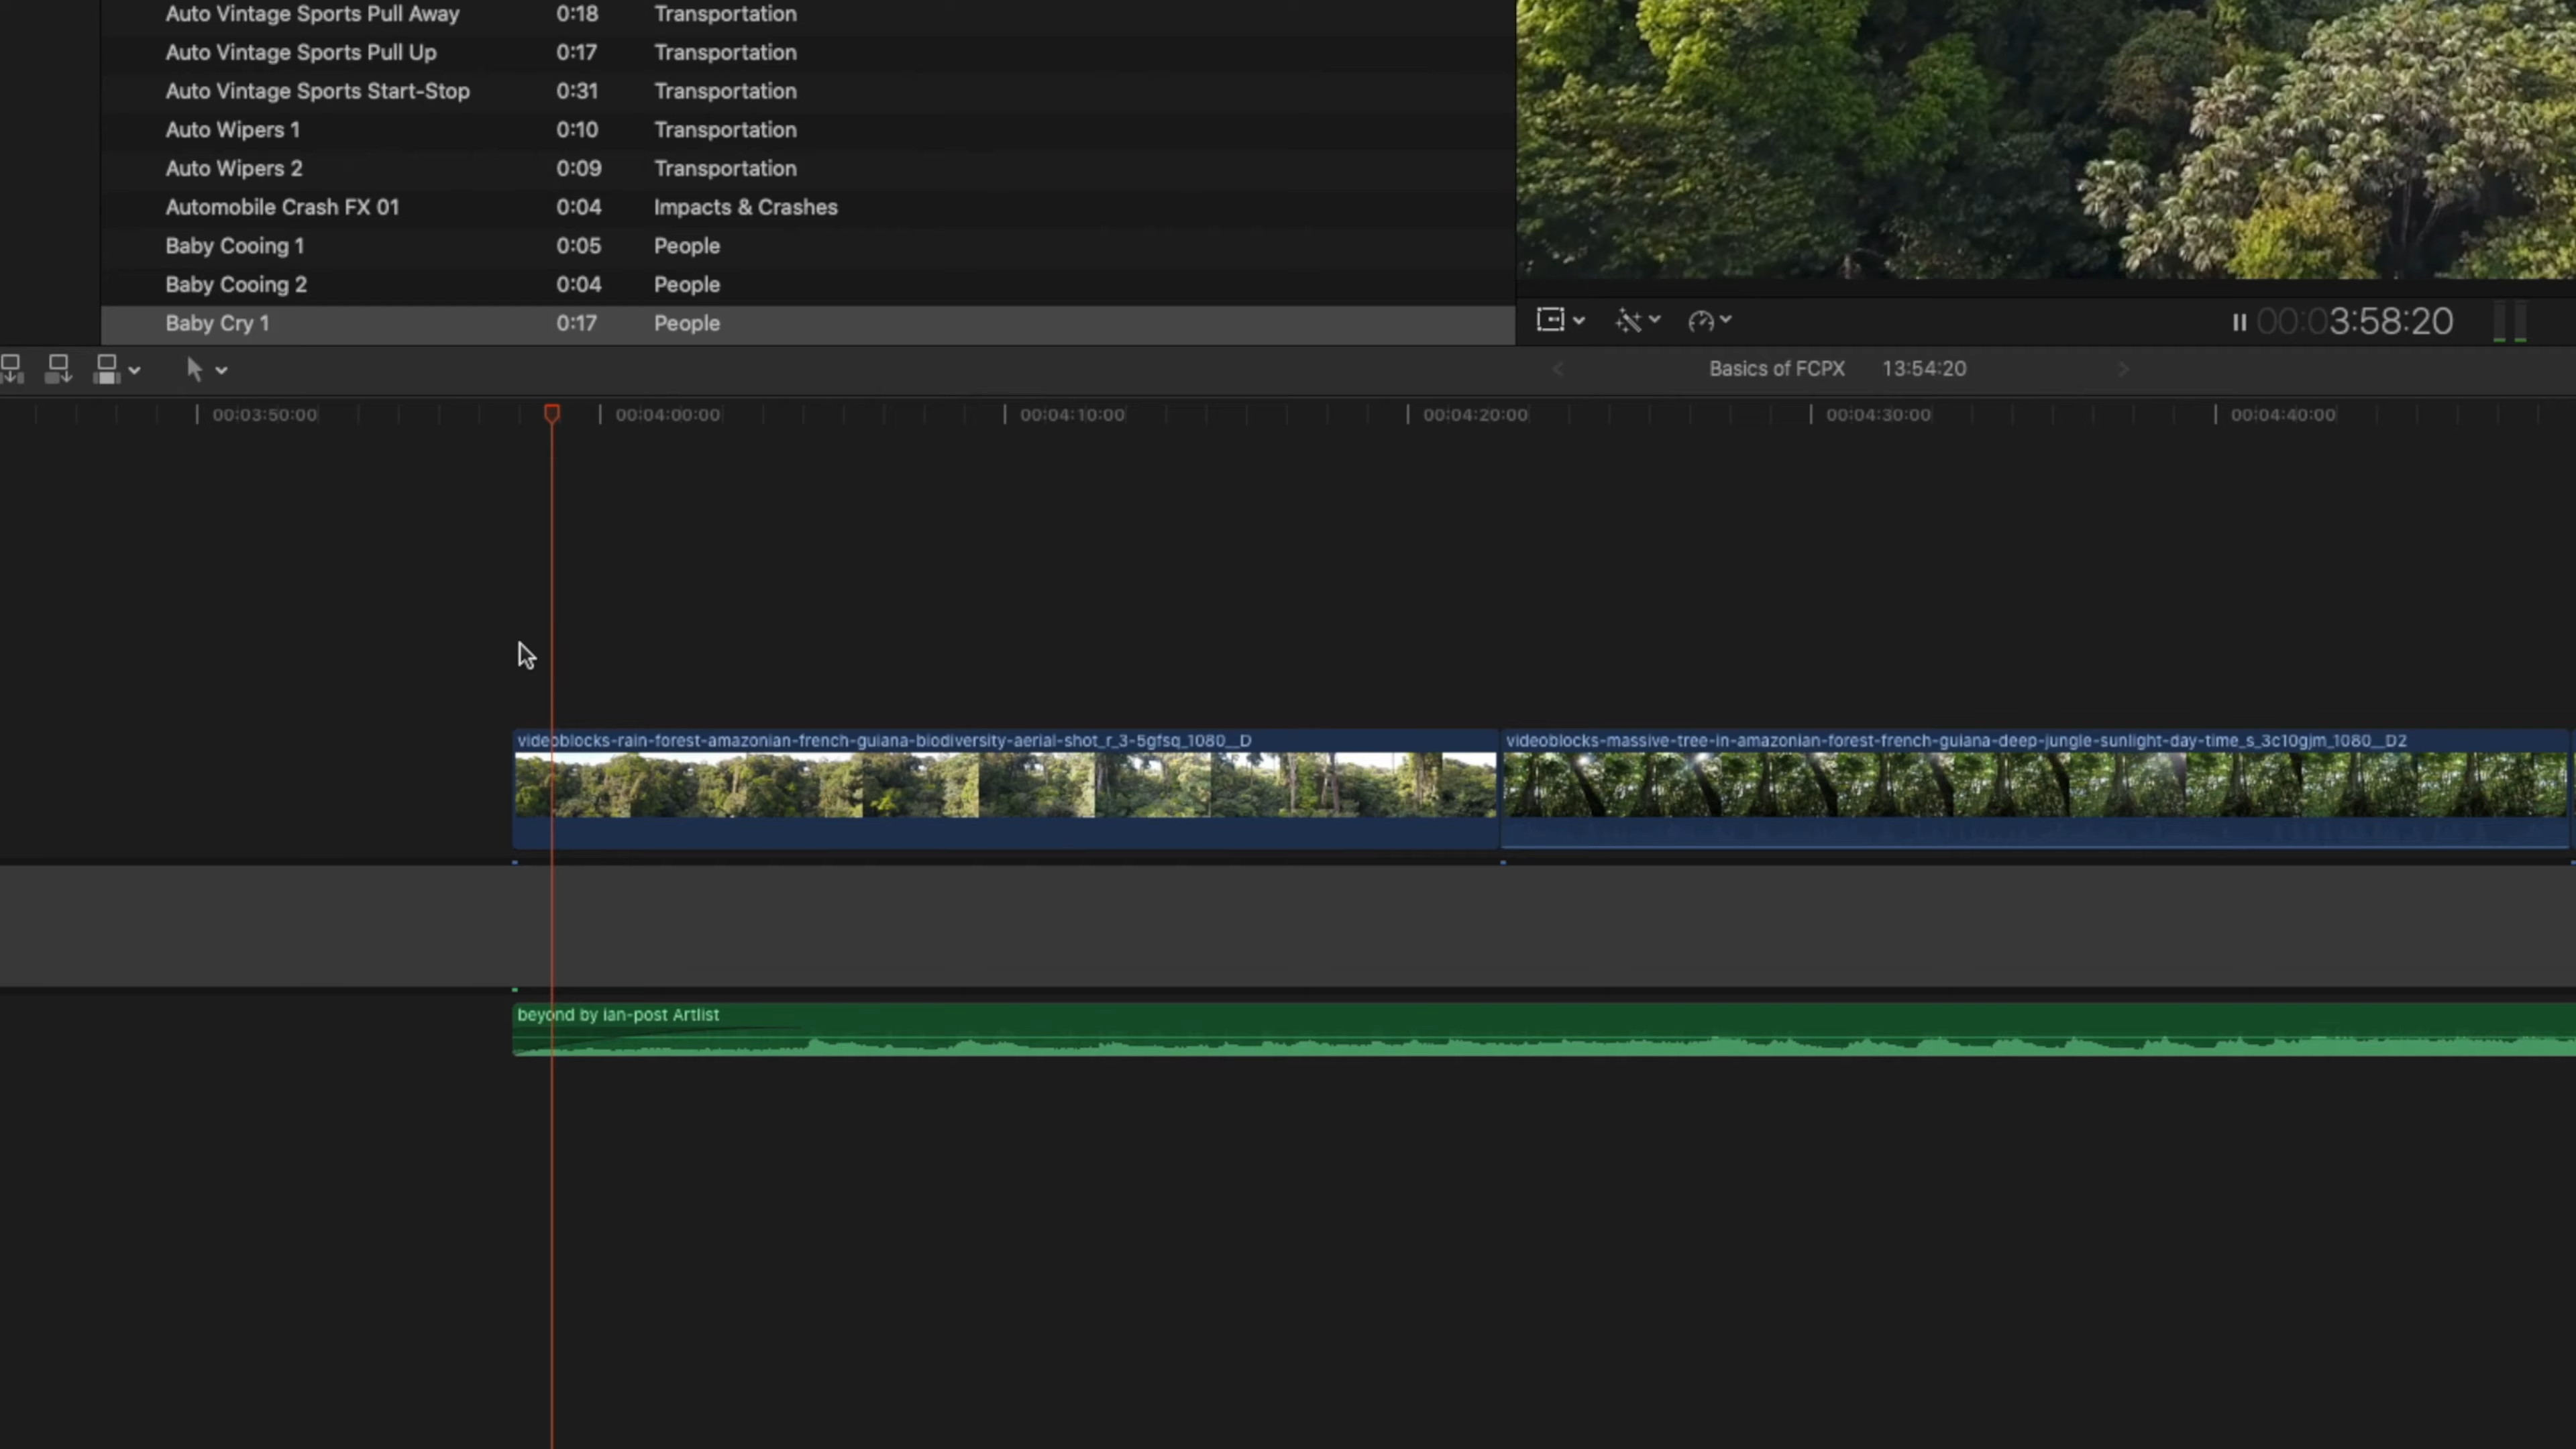 Auto Vintage Sports Pull Away 0:18 Transportation
Auto Vintage Sports Pull Up 0:17 Transportation
Auto Vintage Sports Start-Stop 0:31 Transportation
Auto Wipers 1 0:10 Transportation
Auto Wipers 2 0:09 Transportation
Automobile Crash FX 01 0:04 Impacts & Crashes
Baby Cooing 1 0:05 People
Baby Cooing 2 0:04 People
Baby Cry 1 0:17 People
00:03:58:20
Basics of FCPX 13:54:20
00:03:50:00 00:04:00:00 00:04:10:00 00:04:20:00 00:04:30:00 00:04:40:00
videoblocks-rain-forest-amazonian-french-guiana-biodiversity-aerial-shot_r_3-5gfsq_1080__D videoblocks-massive-tree-in-amazonian-forest-french-guiana-deep-jungle-sunlight-day-time_s_3c10gjm_1080__D2
beyond by ian-post Artlist